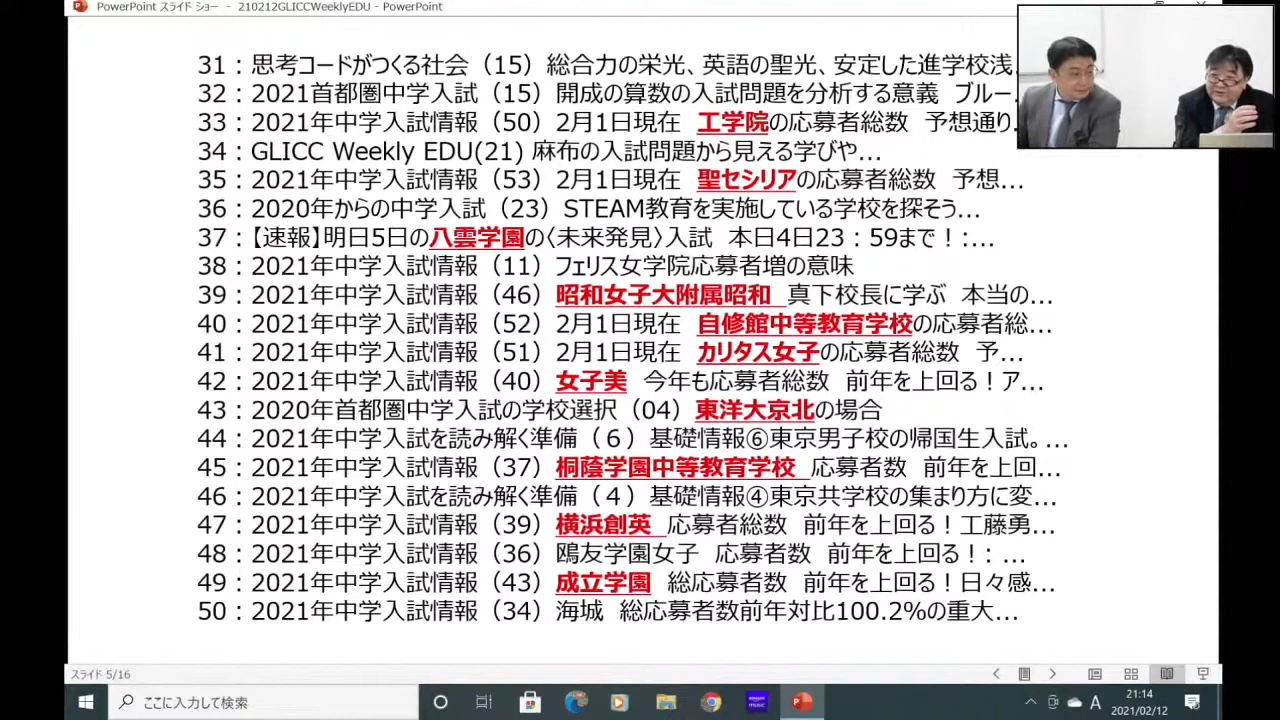 PowerPoint スライド ショー - 210212GLICCWeeklyEDU - PowerPoint
31：思考コードがつくる社会（15）総合力の栄光、英語の聖光、安定した進学校浅…
32：2021首都圏中学入試（15）開成の算数の入試問題を分析する意義　ブルー…
33：2021年中学入試情報（50）2月1日現在　工学院の応募者総数　予想通り…
34：GLICC Weekly EDU(21) 麻布の入試問題から見える学びや...
35：2021年中学入試情報（53）2月1日現在　聖セシリアの応募者総数　予想...
36：2020年からの中学入試（23）STEAM教育を実施している学校を探そう...
37：【速報】明日5日の八雲学園の〈未来発見〉入試　本日4日23：59まで！:...
38：2021年中学入試情報（11）フェリス女学院応募者増の意味
39：2021年中学入試情報（46）昭和女子大附属昭和　真下校長に学ぶ　本当の...
40：2021年中学入試情報（52）2月1日現在　自修館中等教育学校の応募者総...
41：2021年中学入試情報（51）2月1日現在　カリタス女子の応募者総数　予...
42：2021年中学入試情報（40）女子美　今年も応募者総数　前年を上回る！ア...
43：2020年首都圏中学入試の学校選択（04）東洋大京北の場合
44：2021年中学入試を読み解く準備（６）基礎情報⑥東京男子校の帰国生入試。...
45：2021年中学入試情報（37）桐蔭学園中等教育学校　応募者数　前年を上回...
46：2021年中学入試を読み解く準備（４）基礎情報④東京共学校の集まり方に変...
47：2021年中学入試情報（39）横浜創英　応募者総数　前年を上回る！工藤勇...
48：2021年中学入試情報（36）鴎友学園女子　応募者数　前年を上回る！: ...
49：2021年中学入試情報（43）成立学園　総応募者数　前年を上回る！日々感...
50：2021年中学入試情報（34）海城　総応募者数前年対比100.2%の重大...
スライド 5/16
ここに入力して検索
A
21:14
2021/02/12